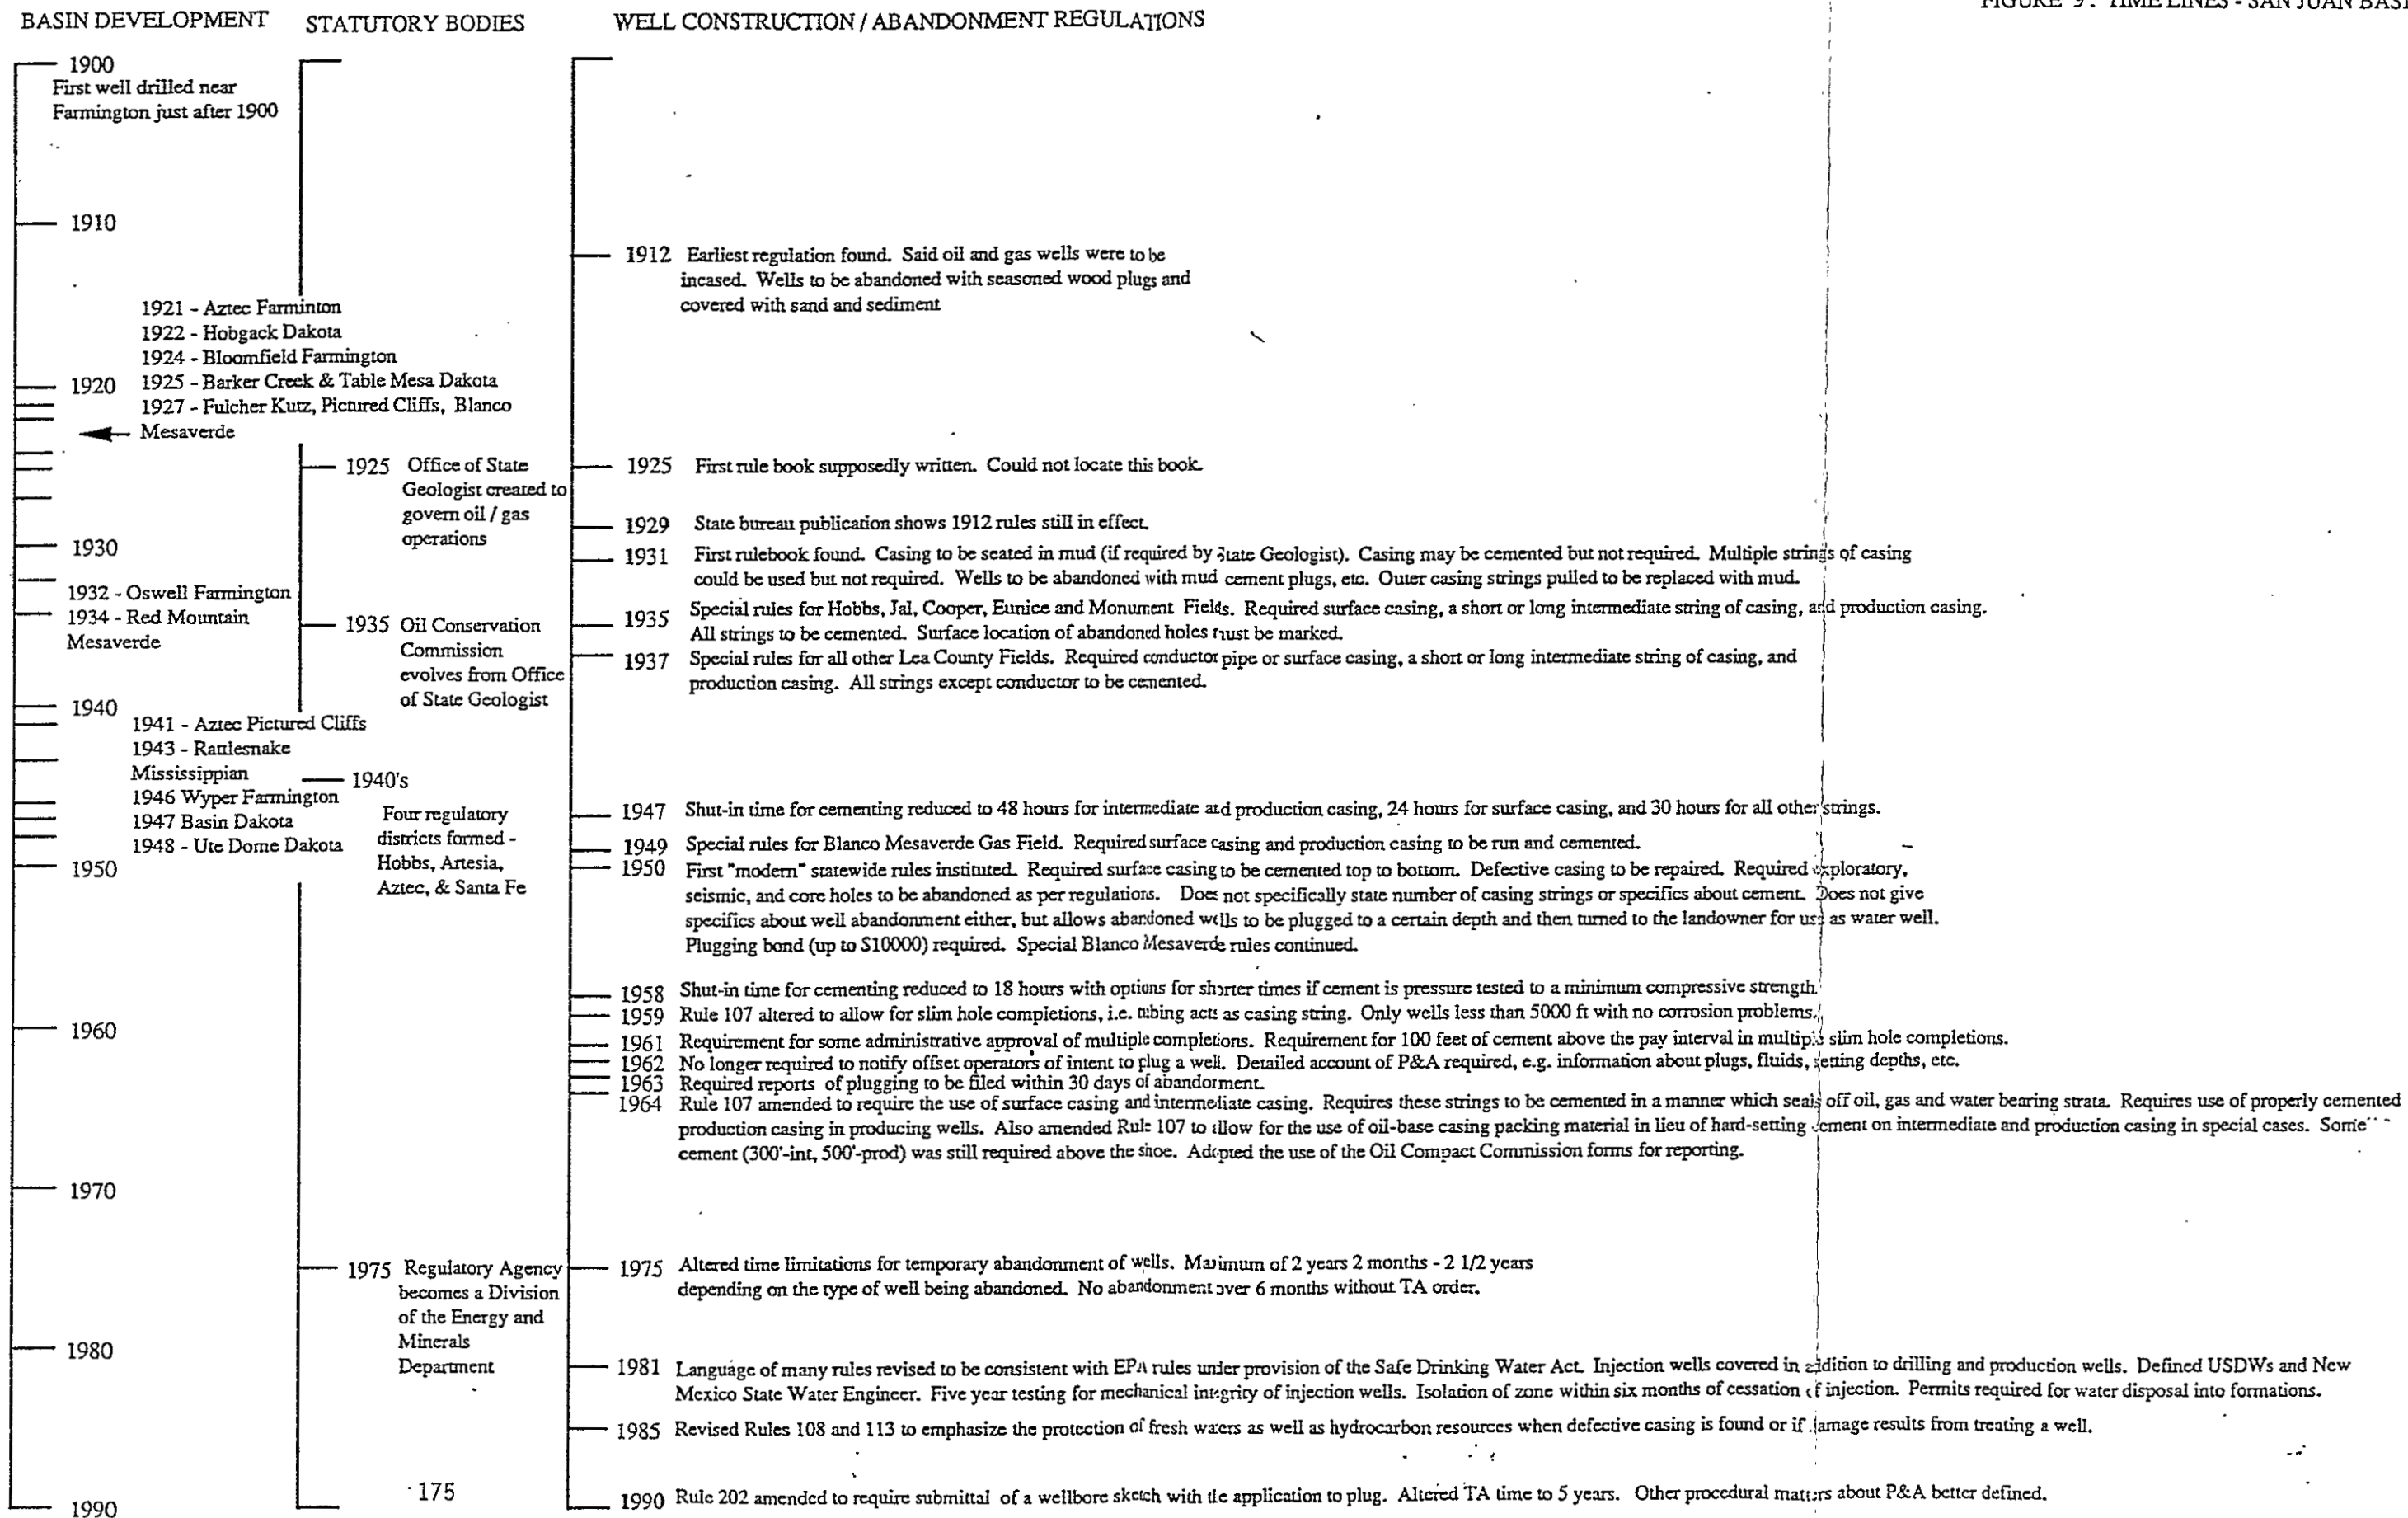 FIGURE 9: TIME LINES - SAN JUAN BASI
BASIN DEVELOPMENT
1900
First well drilled near
Farmington just after 1900
1910
1921 - Aztec Farminton
1922 - Hobgack Dakota
1924 - Bloomfield Farmington
1920
1925 - Barker Creek & Table Mesa Dakota
1927 - Fulcher Kutz, Pictured Cliffs, Blanco
Mesaverde
1930
1932 - Oswell Farmington
1934 - Red Mountain
Mesaverde
1940
1941 - Aztec Pictured Cliffs
1943 - Rattlesnake
Mississippian
1946 Wyper Farmington
1947 Basin Dakota
1948 - Ute Dome Dakota
1950
1960
1970
1980
1990
STATUTORY BODIES
1925 Office of State
Geologist created to
govern oil / gas
operations
1935 Oil Conservation
Commission
evolves from Office
of State Geologist
1940's
Four regulatory
districts formed -
Hobbs, Artesia,
Aztec, & Santa Fe
1975 Regulatory Agency
becomes a Division
of the Energy and
Minerals
Department
175
WELL CONSTRUCTION / ABANDONMENT REGULATIONS
1912 Earliest regulation found. Said oil and gas wells were to be
incased. Wells to be abandoned with seasoned wood plugs and
covered with sand and sediment
1925 First rule book supposedly written. Could not locate this book.
1929 State bureau publication shows 1912 rules still in effect.
1931 First rulebook found. Casing to be seated in mud (if required by State Geologist). Casing may be cemented but not required. Multiple strings of casing
could be used but not required. Wells to be abandoned with mud cement plugs, etc. Outer casing strings pulled to be replaced with mud.
1935 Special rules for Hobbs, Jal, Cooper, Eunice and Monument Fields. Required surface casing, a short or long intermediate string of casing, and production casing.
All strings to be cemented. Surface location of abandoned holes must be marked.
1937 Special rules for all other Lea County Fields. Required conductor pipe or surface casing, a short or long intermediate string of casing, and
production casing. All strings except conductor to be cemented.
1947 Shut-in time for cementing reduced to 48 hours for intermediate and production casing, 24 hours for surface casing, and 30 hours for all other strings.
1949 Special rules for Blanco Mesaverde Gas Field. Required surface casing and production casing to be run and cemented.
1950 First "modern" statewide rules instituted. Required surface casing to be cemented top to bottom. Defective casing to be repaired. Required exploratory,
seismic, and core holes to be abandoned as per regulations. Does not specifically state number of casing strings or specifics about cement. Does not give
specifics about well abandonment either, but allows abandoned wells to be plugged to a certain depth and then turned to the landowner for use as water well.
Plugging bond (up to $10000) required. Special Blanco Mesaverde rules continued.
1958 Shut-in time for cementing reduced to 18 hours with options for shorter times if cement is pressure tested to a minimum compressive strength.
1959 Rule 107 altered to allow for slim hole completions, i.e. tubing acts as casing string. Only wells less than 5000 ft with no corrosion problems.
1961 Requirement for some administrative approval of multiple completions. Requirement for 100 feet of cement above the pay interval in multiple slim hole completions.
1962 No longer required to notify offset operators of intent to plug a well. Detailed account of P&A required, e.g. information about plugs, fluids, setting depths, etc.
1963 Required reports of plugging to be filed within 30 days of abandonment.
1964 Rule 107 amended to require the use of surface casing and intermediate casing. Requires these strings to be cemented in a manner which seals off oil, gas and water bearing strata. Requires use of properly cemented
production casing in producing wells. Also amended Rule 107 to allow for the use of oil-base casing packing material in lieu of hard-setting cement on intermediate and production casing in special cases. Some
cement (300'-int, 500'-prod) was still required above the shoe. Adopted the use of the Oil Compact Commission forms for reporting.
1975 Altered time limitations for temporary abandonment of wells. Maximum of 2 years 2 months - 2 1/2 years
depending on the type of well being abandoned. No abandonment over 6 months without TA order.
1981 Language of many rules revised to be consistent with EPA rules under provision of the Safe Drinking Water Act. Injection wells covered in addition to drilling and production wells. Defined USDWs and New
Mexico State Water Engineer. Five year testing for mechanical integrity of injection wells. Isolation of zone within six months of cessation of injection. Permits required for water disposal into formations.
1985 Revised Rules 108 and 113 to emphasize the protection of fresh waters as well as hydrocarbon resources when defective casing is found or if damage results from treating a well.
1990 Rule 202 amended to require submittal of a wellbore sketch with the application to plug. Altered TA time to 5 years. Other procedural matters about P&A better defined.